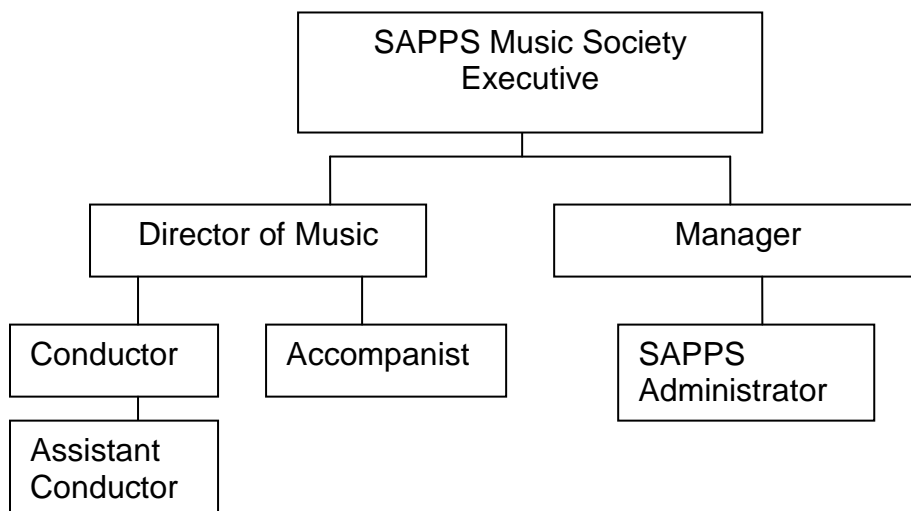 SAPPS Music Society
Executive
Director of Music
Manager
Conductor
Accompanist
SAPPS
Administrator
Assistant
Conductor